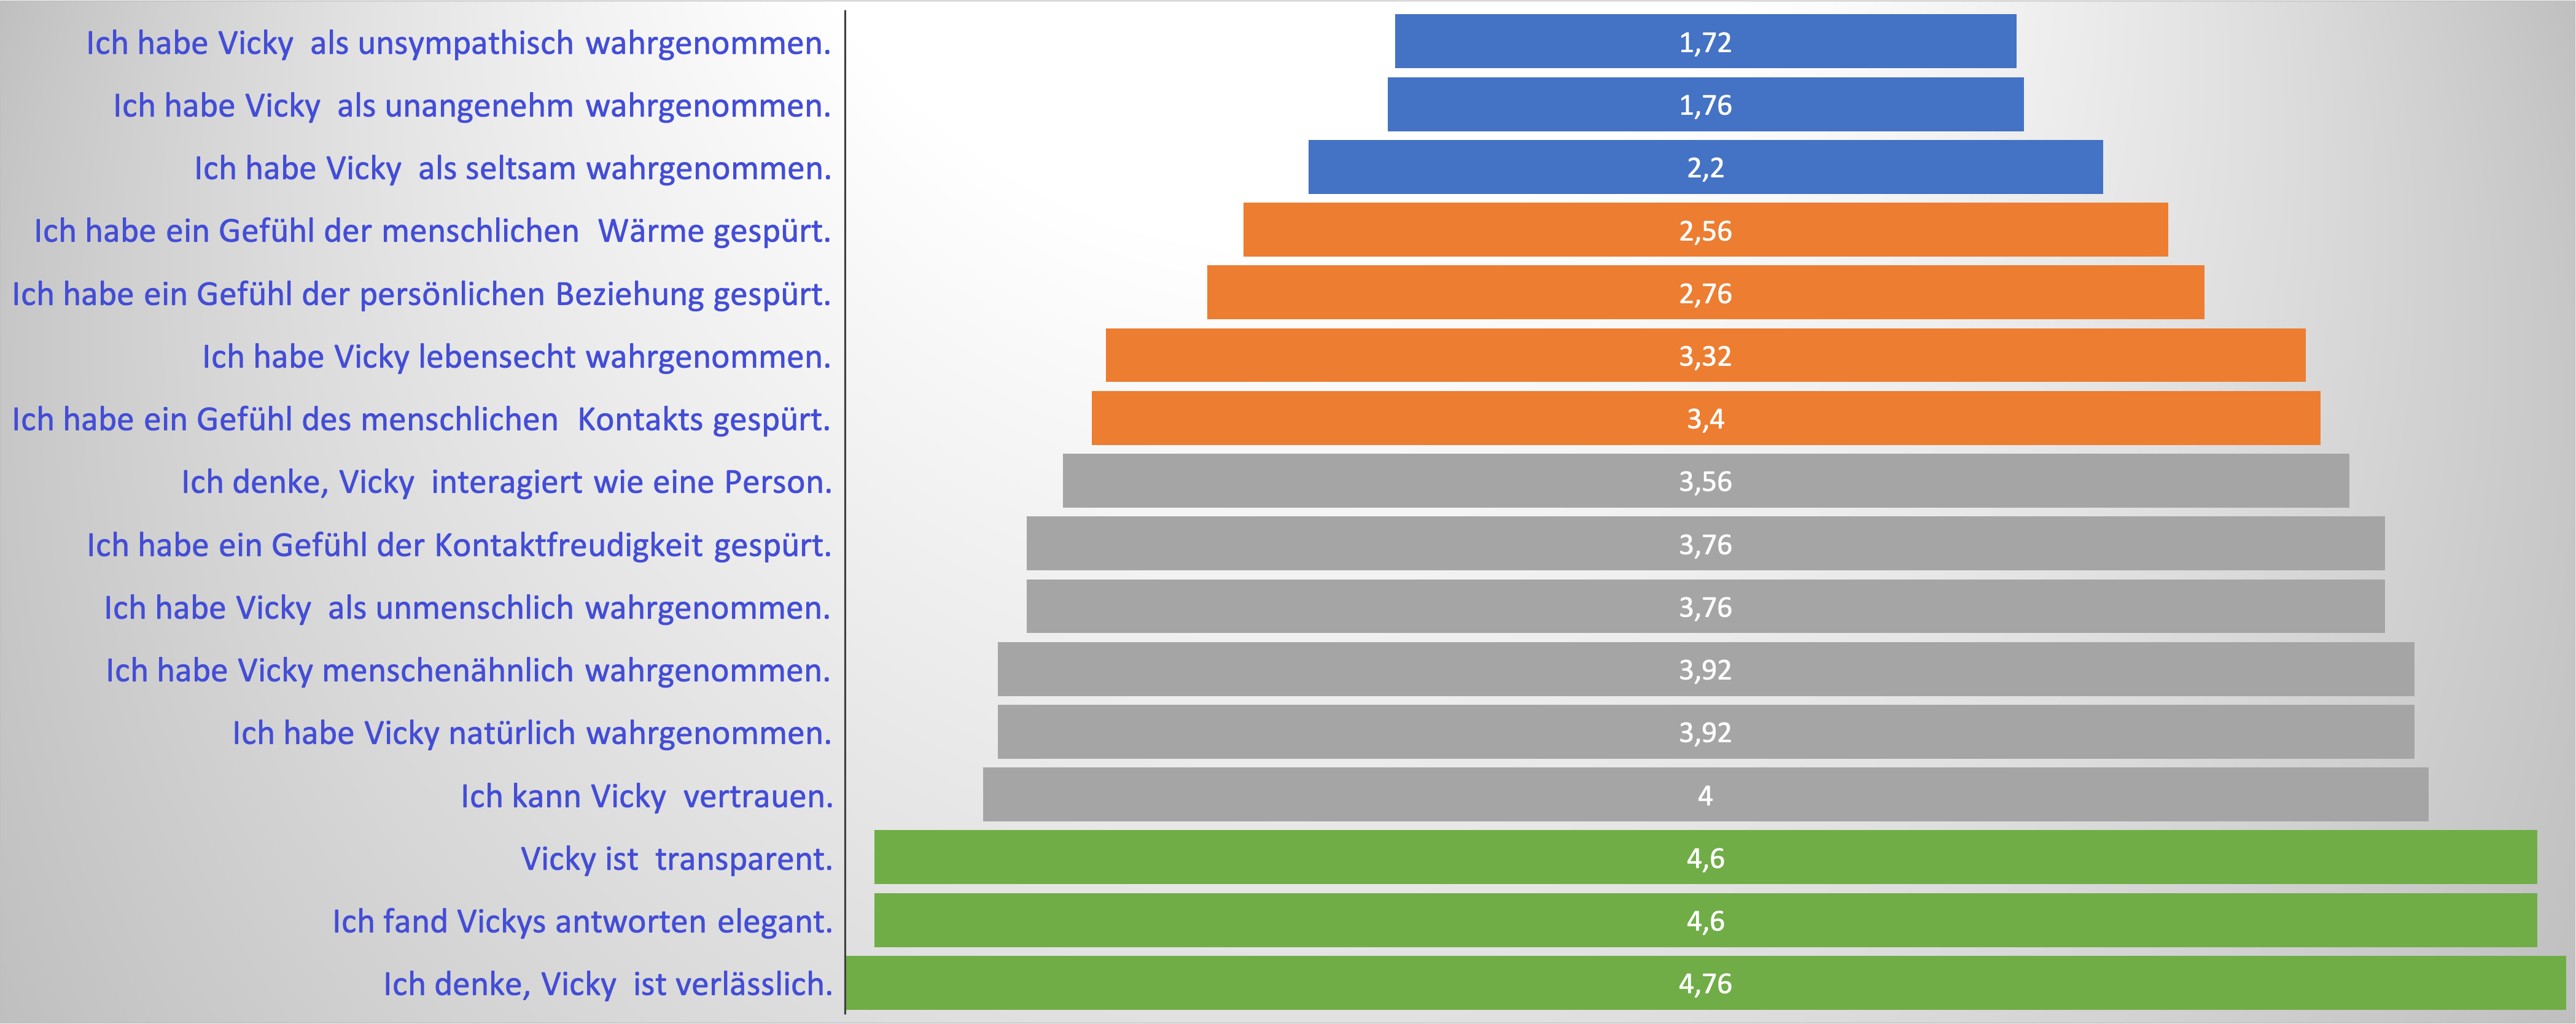 Ich habe Vicky als unsympathisch wahrgenommen. 1,72
Ich habe Vicky als unangenehm wahrgenommen. 1,76
Ich habe Vicky als seltsam wahrgenommen. 2,2
Ich habe ein Gefühl der menschlichen Wärme gespürt. 2,56
Ich habe ein Gefühl der persönlichen Beziehung gespürt. 2,76
Ich habe Vicky lebensecht wahrgenommen. 3,32
Ich habe ein Gefühl des menschlichen Kontakts gespürt. 3,4
Ich denke, Vicky interagiert wie eine Person. 3,56
Ich habe ein Gefühl der Kontaktfreudigkeit gespürt. 3,76
Ich habe Vicky als unmenschlich wahrgenommen. 3,76
Ich habe Vicky menschenähnlich wahrgenommen. 3,92
Ich habe Vicky natürlich wahrgenommen. 3,92
Ich kann Vicky vertrauen. 4
Vicky ist transparent. 4,6
Ich fand Vickys antworten elegant. 4,6
Ich denke, Vicky ist verlässlich. 4,76